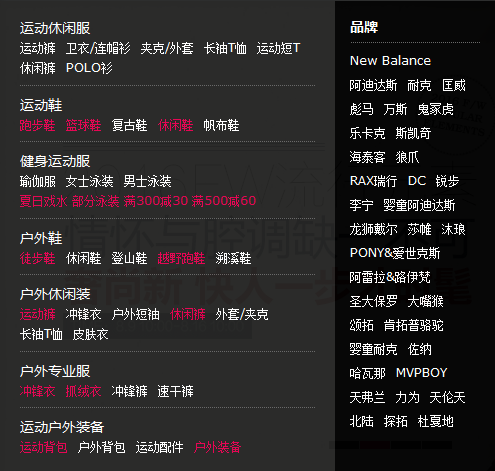 运动休闲服
运动裤 卫衣/连帽衫 夹克/外套 长袖T恤 运动短T
休闲裤 POLO衫
运动鞋
跑步鞋 篮球鞋 复古鞋 休闲鞋 帆布鞋
健身运动服
瑜伽服 女士泳装 男士泳装
夏日戏水 部分泳装 满300减30 满500减60
户外鞋
徒步鞋 休闲鞋 登山鞋 越野跑鞋 溯溪鞋
户外休闲装
运动裤 冲锋衣 户外短袖 休闲裤 外套/夹克
长袖T恤 皮肤衣
户外专业服
冲锋衣 抓绒衣 冲锋裤 速干裤
运动户外装备
运动背包 户外背包 运动配件 户外装备
品牌
New Balance
阿迪达斯 耐克 匡威
彪马 万斯 鬼冢虎
乐卡克 斯凯奇
海泰客 狼爪
RAX瑞行 DC 锐步
李宁 婴童阿迪达斯
龙狮戴尔 莎帷 沐狼
PONY&爱世克斯
阿雷拉&路伊梵
圣大保罗 大嘴猴
颂拓 肯拓普骆驼
婴童耐克 佐纳
哈瓦那 MVPBOY
天弗兰 力为 天伦天
北陆 探拓 杜戛地